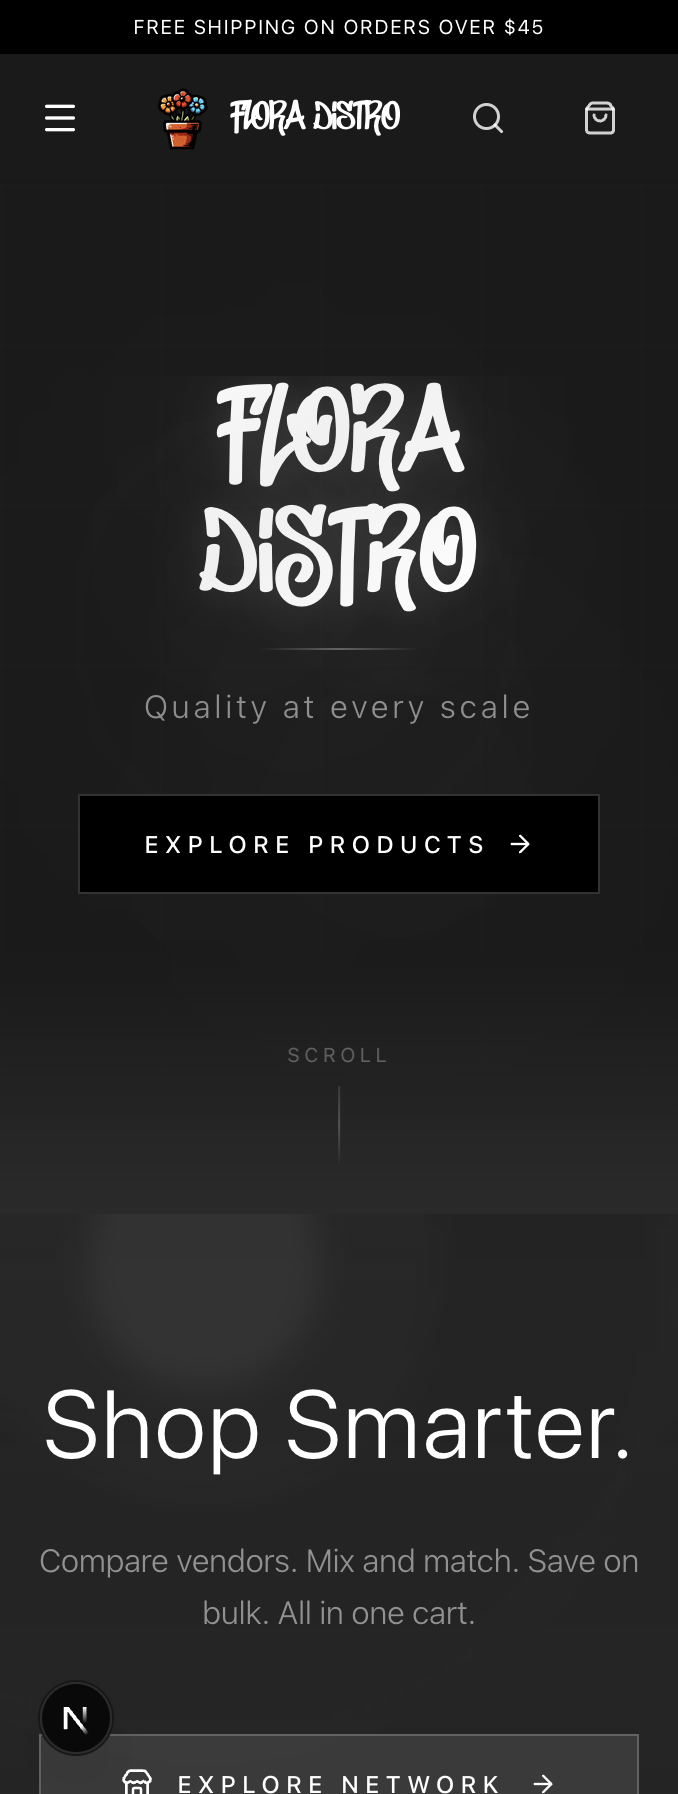 FREE SHIPPING ON ORDERS OVER $45
FLORA DiSTRO
FLORA
DiSTRO
Quality at every scale
EXPLORE PRODUCTS →
SCROLL
Shop Smarter.
Compare vendors. Mix and match. Save on
bulk. All in one cart.
N
EXPLORE NETWORK →